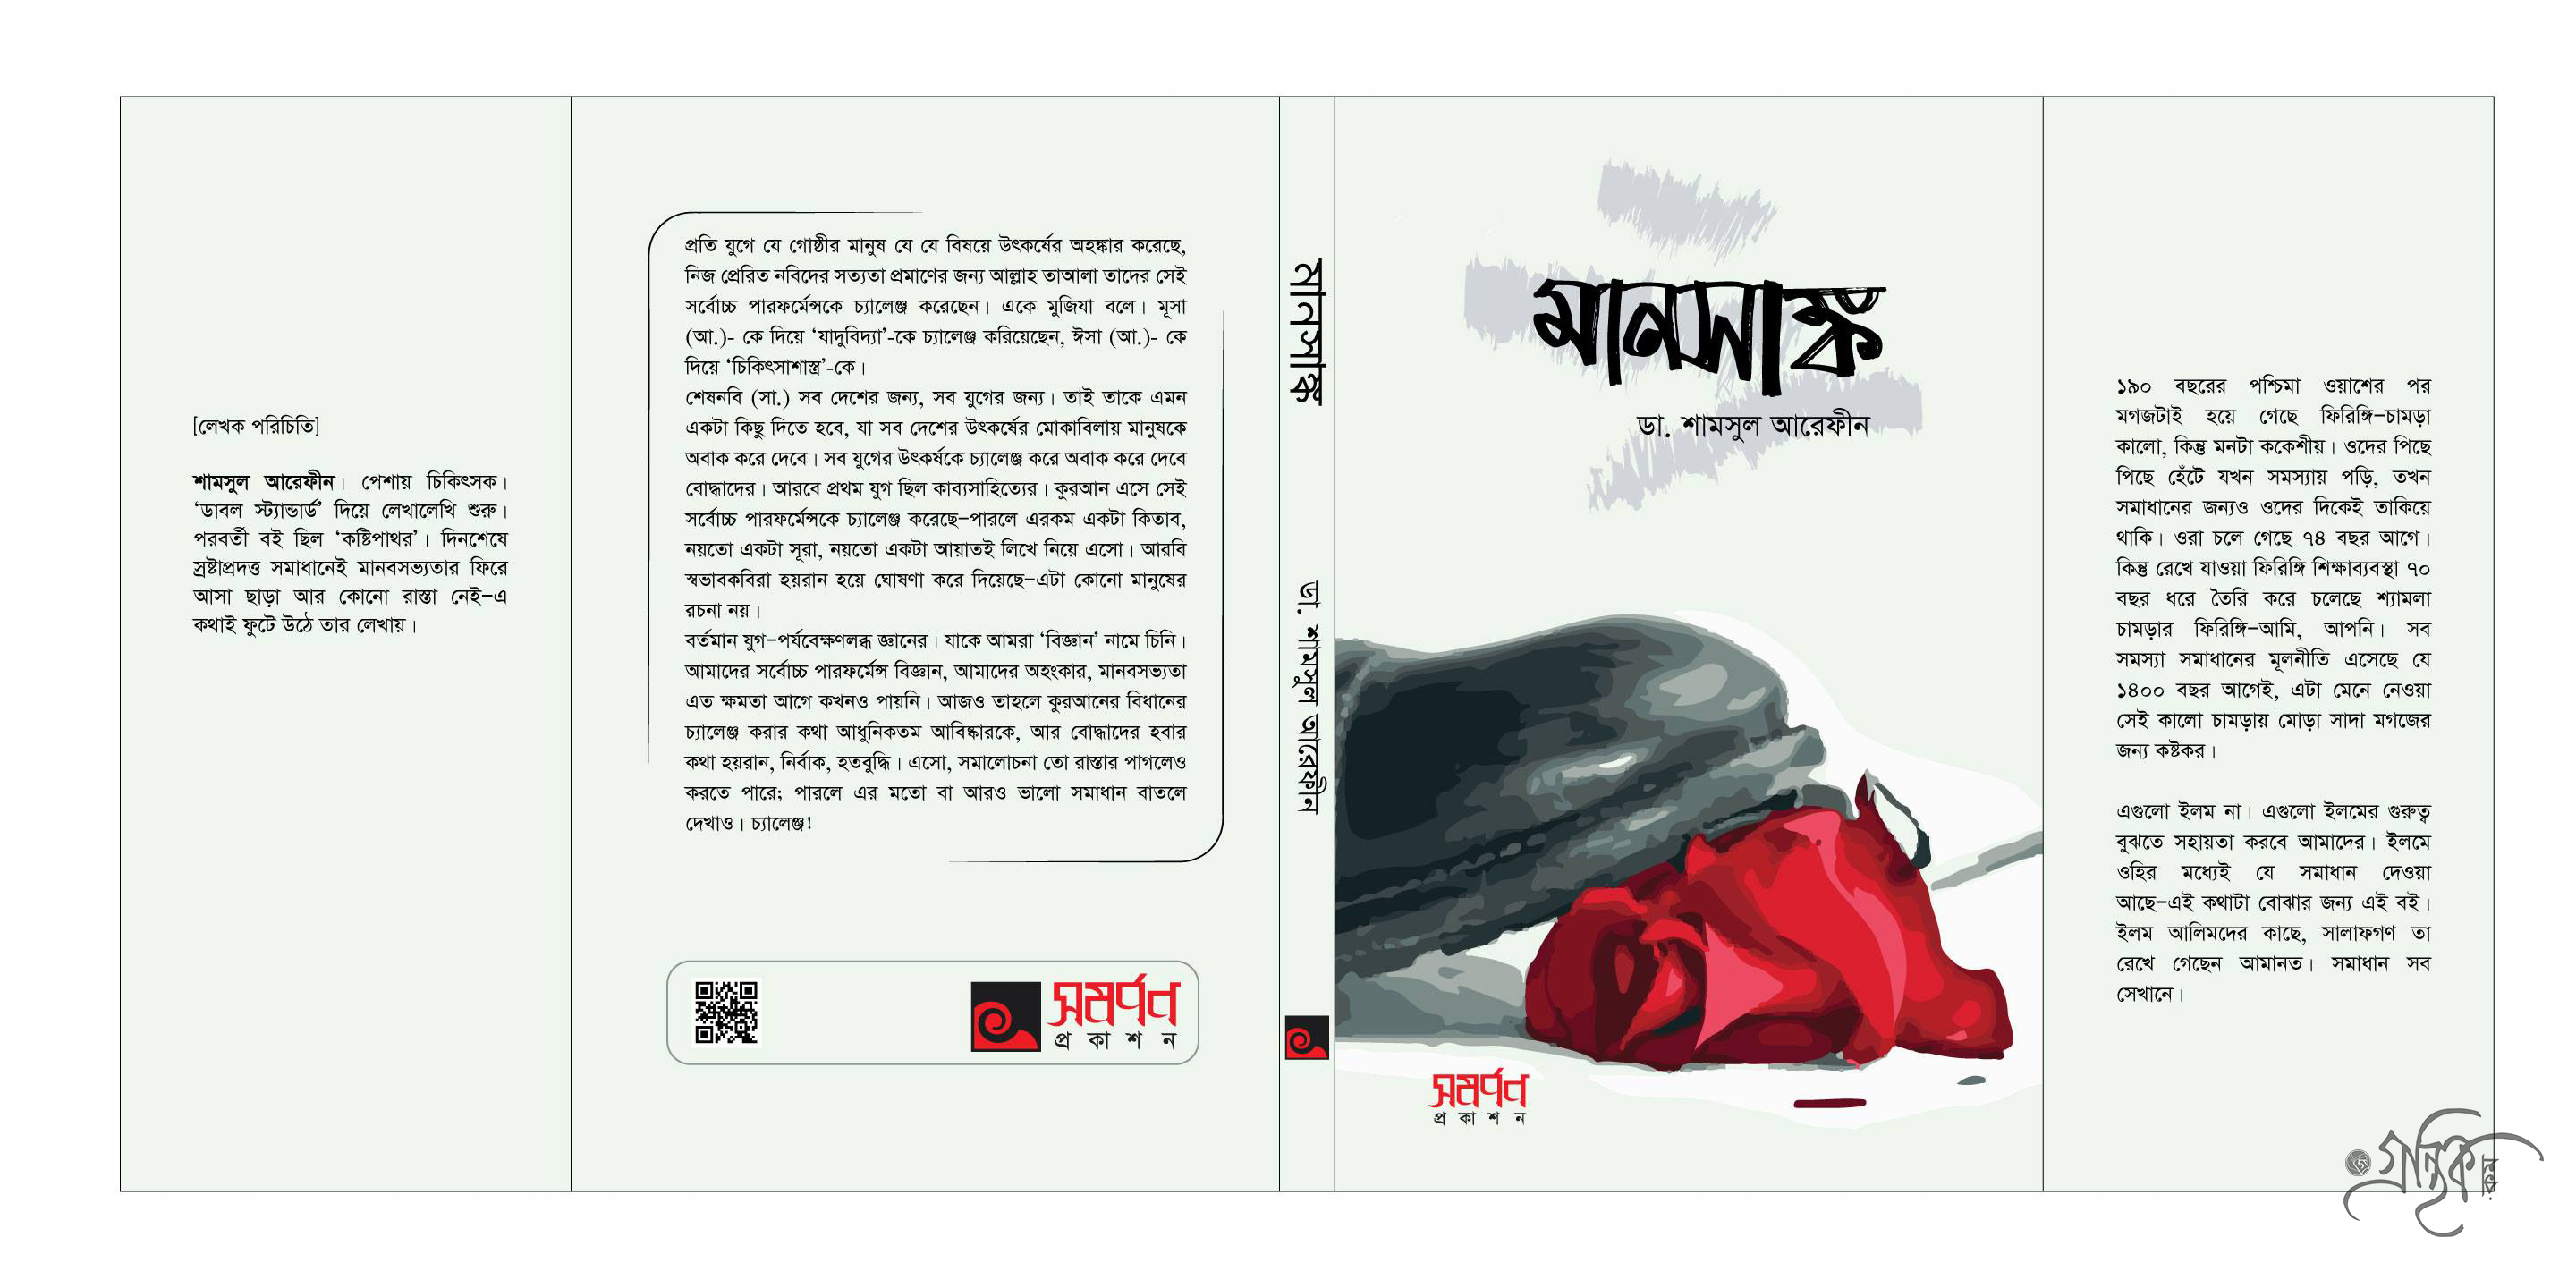 [লেখক পরিচিতি]
শামসুল আরেফীন। পেশায় চিকিৎসক।
‘ডাবল স্ট্যান্ডার্ড’ দিয়ে লেখালেখি শুরু।
পরবর্তী বই ছিল ‘কষ্টিপাথর’। দিনশেষে
স্রষ্টাপ্রদত্ত সমাধানেই মানবসভ্যতার ফিরে
আসা ছাড়া আর কোনো রাস্তা নেই–এ
কথাই ফুটে উঠে তার লেখায়।
প্রতি যুগে যে গোষ্ঠীর মানুষ যে যে বিষয়ে উৎকর্ষের অহঙ্কার করেছে,
নিজ প্রেরিত নবিদের সত্যতা প্রমাণের জন্য আল্লাহ তাআলা তাদের সেই
সর্বোচ্চ পারফর্মেন্সকে চ্যালেঞ্জ করেছেন। একে মুজিযা বলে। মূসা
(আ.)- কে দিয়ে ‘যাদুবিদ্যা’-কে চ্যালেঞ্জ করিয়েছেন, ঈসা (আ.)- কে
দিয়ে ‘চিকিৎসাশাস্ত্র’-কে।
শেষনবি (সা.) সব দেশের জন্য, সব যুগের জন্য। তাই তাকে এমন
একটা কিছু দিতে হবে, যা সব দেশের উৎকর্ষের মোকাবিলায় মানুষকে
অবাক করে দেবে। সব যুগের উৎকর্ষকে চ্যালেঞ্জ করে অবাক করে দেবে
বোদ্ধাদের। আরবে প্রথম যুগ ছিল কাব্যসাহিত্যের। কুরআন এসে সেই
সর্বোচ্চ পারফর্মেন্সকে চ্যালেঞ্জ করেছে–পারলে এরকম একটা কিতাব,
নয়তো একটা সূরা, নয়তো একটা আয়াতই লিখে নিয়ে এসো। আরবি
স্বভাবকবিরা হয়রান হয়ে ঘোষণা করে দিয়েছে–এটা কোনো মানুষের
রচনা নয়।
বর্তমান যুগ–পর্যবেক্ষণলব্ধ জ্ঞানের। যাকে আমরা ‘বিজ্ঞান’ নামে চিনি।
আমাদের সর্বোচ্চ পারফর্মেন্স বিজ্ঞান, আমাদের অহংকার, মানবসভ্যতা
এত ক্ষমতা আগে কখনও পায়নি। আজও তাহলে কুরআনের বিধানের
চ্যালেঞ্জ করার কথা আধুনিকতম আবিষ্কারকে, আর বোদ্ধাদের হবার
কথা হয়রান, নির্বাক, হতবুদ্ধি। এসো, সমালোচনা তো রাস্তার পাগলেও
করতে পারে; পারলে এর মতো বা আরও ভালো সমাধান বাতলে
দেখাও। চ্যালেঞ্জ!
সমর্পণ
প্রকাশন
মানসাঙ্ক
ডা. শামসুল আরেফীন
মানসাঙ্ক
ডা. শামসুল আরেফীন
সমর্পণ
প্রকাশন
১৯০ বছরের পশ্চিমা ওয়াশের পর
মগজটাই হয়ে গেছে ফিরিঙ্গি–চামড়া
কালো, কিন্তু মনটা ককেশীয়। ওদের পিছে
পিছে হেঁটে যখন সমস্যায় পড়ি, তখন
সমাধানের জন্যও ওদের দিকেই তাকিয়ে
থাকি। ওরা চলে গেছে ৭৪ বছর আগে।
কিন্তু রেখে যাওয়া ফিরিঙ্গি শিক্ষাব্যবস্থা ৭০
বছর ধরে তৈরি করে চলেছে শ্যামলা
চামড়ার ফিরিঙ্গি–আমি, আপনি। সব
সমস্যা সমাধানের মূলনীতি এসেছে যে
১৪০০ বছর আগেই, এটা মেনে নেওয়া
সেই কালো চামড়ায় মোড়া সাদা মগজের
জন্য কষ্টকর।
এগুলো ইলম না। এগুলো ইলমের গুরুত্ব
বুঝতে সহায়তা করবে আমাদের। ইলমে
ওহির মধ্যেই যে সমাধান দেওয়া
আছে–এই কথাটা বোঝার জন্য এই বই।
ইলম আলিমদের কাছে, সালাফগণ তা
রেখে গেছেন আমানত। সমাধান সব
সেখানে।
গ্রন্থিক.কম